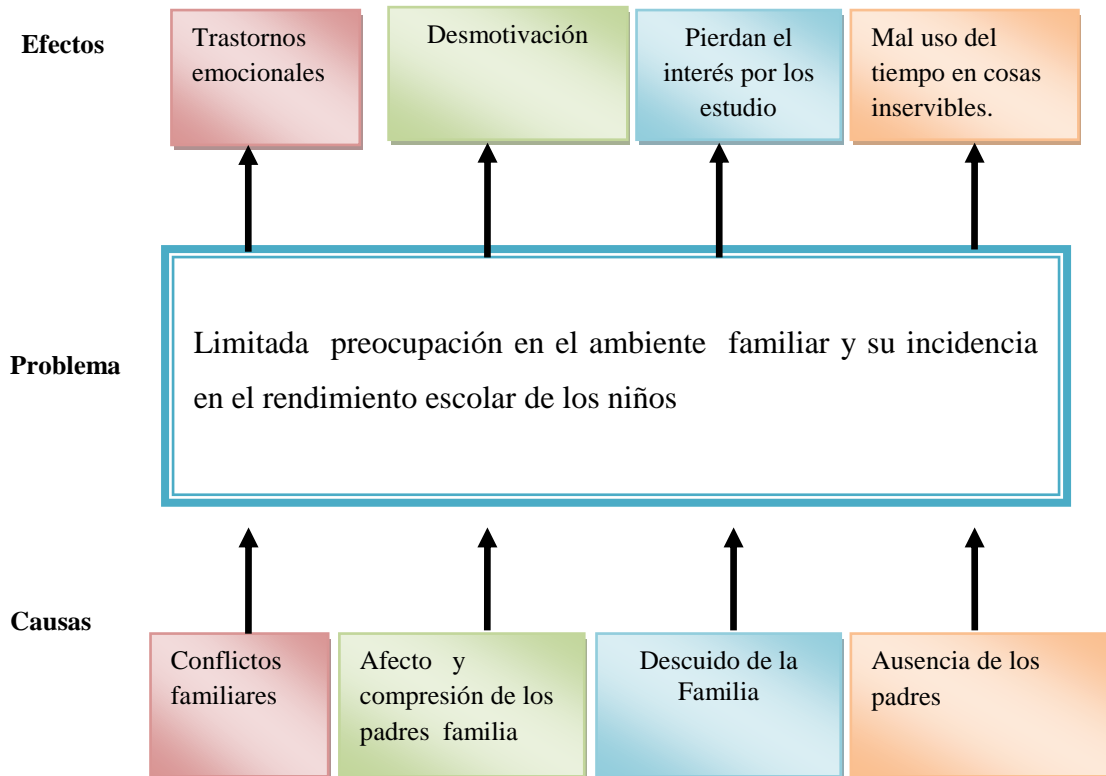 Efectos
Trastornos
emocionales
Desmotivación
Pierdan el
interés por los
estudio
Mal uso del
tiempo en cosas
inservibles.
Problema
Limitada preocupación en el ambiente familiar y su incidencia
en el rendimiento escolar de los niños
Causas
Conflictos
familiares
Afecto y
compresión de los
padres familia
Descuido de la
Familia
Ausencia de los
padres